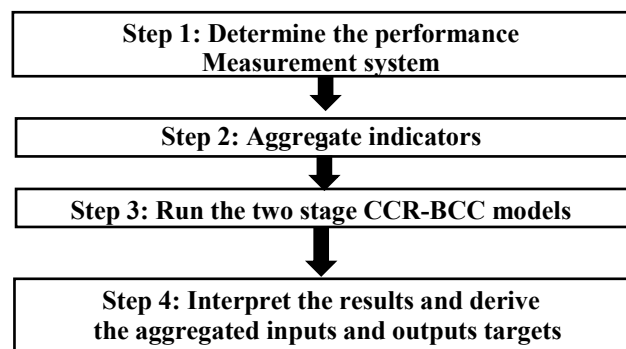 Step 1: Determine the performance
Measurement system
Step 2: Aggregate indicators
Step 3: Run the two stage CCR-BCC models
Step 4: Interpret the results and derive
the aggregated inputs and outputs targets